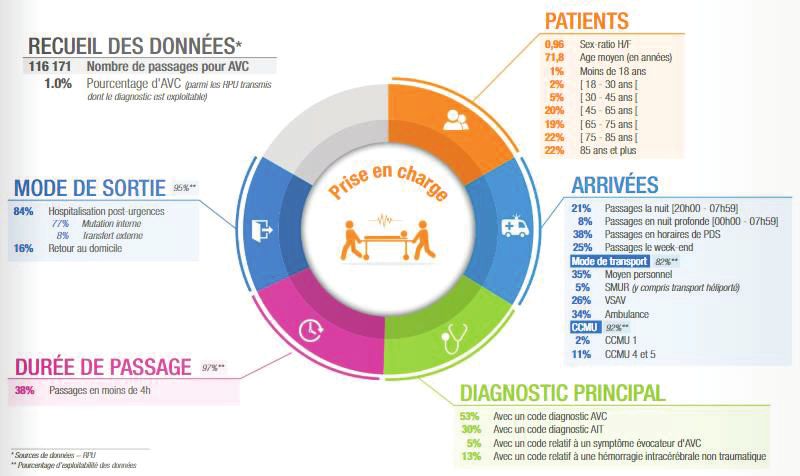 RECUEIL DES DONNÉES*
116 171 Nombre de passages pour AVC
1.0% Pourcentage d'AVC (parmi les RPU transmis
dont le diagnostic est exploitable)
PATIENTS
0,96 Sex-ratio H/F
71,8 Age moyen (en années)
1% Moins de 18 ans
2% [ 18 - 30 ans [
5% [ 30 - 45 ans [
20% [ 45 - 65 ans [
19% [ 65 - 75 ans [
22% [ 75 - 85 ans [
22% 85 ans et plus
Prise en charge
MODE DE SORTIE 95%**
84% Hospitalisation post-urgences
77% Mutation interne
8% Transfert externe
16% Retour au domicile
ARRIVÉES
21% Passages la nuit [20h00 - 07h59]
8% Passages en nuit profonde [00h00 - 07h59]
38% Passages en horaires de PDS
25% Passages le week-end
Mode de transport 82%**
35% Moyen personnel
5% SMUR (y compris transport héliporté)
26% VSAV
34% Ambulance
CCMU 92%**
2% CCMU 1
11% CCMU 4 et 5
DURÉE DE PASSAGE 97%**
38% Passages en moins de 4h
DIAGNOSTIC PRINCIPAL
53% Avec un code diagnostic AVC
30% Avec un code diagnostic AIT
5% Avec un code relatif à un symptôme évocateur d'AVC
13% Avec un code relatif à une hémorragie intracérébrale non traumatique
* Sources de données – RPU
** Pourcentage d'exploitabilité des données